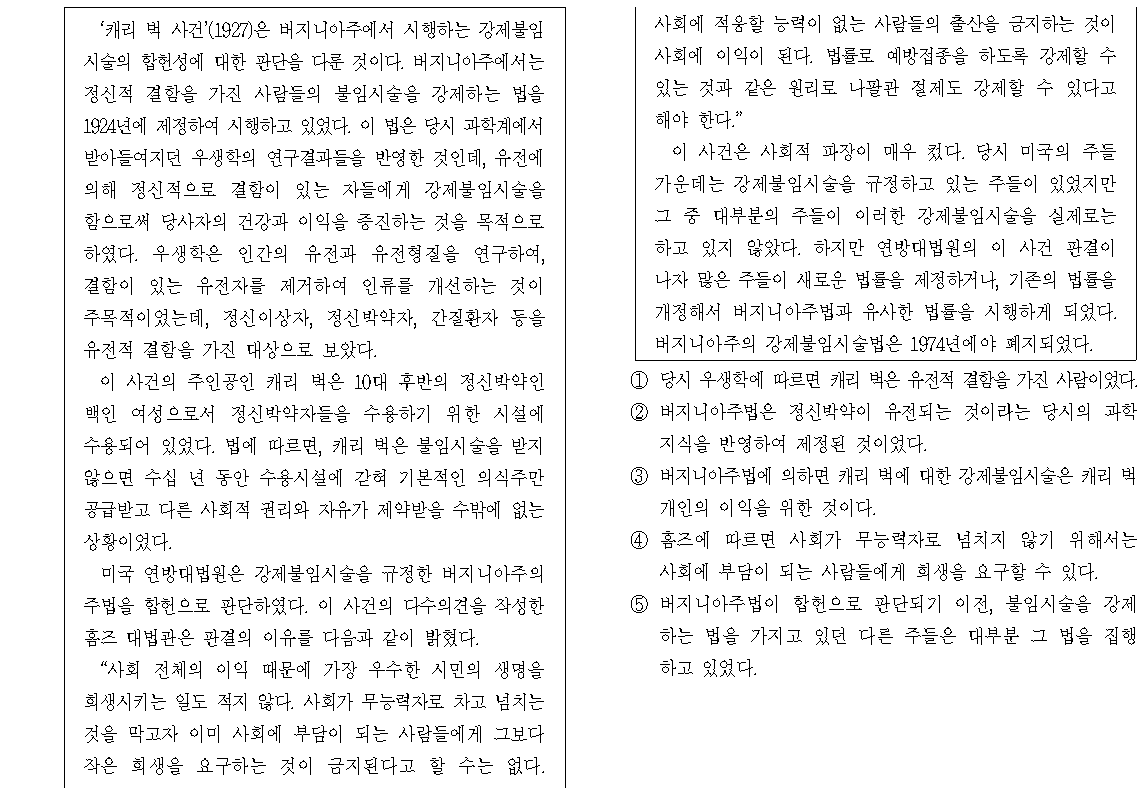 ‘캐리 벅 사건’(1927)은 버지니아주에서 시행하는 강제불임
시술의 합헌성에 대한 판단을 다룬 것이다. 버지니아주에서는
정신적 결함을 가진 사람들의 불임시술을 강제하는 법을
1924년에 제정하여 시행하고 있었다. 이 법은 당시 과학계에서
받아들여지던 우생학의 연구결과들을 반영한 것인데, 유전에
의해 정신적으로 결함이 있는 자들에게 강제불임시술을
함으로써 당사자의 건강과 이익을 증진하는 것을 목적으로
하였다. 우생학은 인간의 유전과 유전형질을 연구하여,
결함이 있는 유전자를 제거하여 인류를 개선하는 것이
주목적이었는데, 정신이상자, 정신박약자, 간질환자 등을
유전적 결함을 가진 대상으로 보았다.
이 사건의 주인공인 캐리 벅은 10대 후반의 정신박약인
백인 여성으로서 정신박약자들을 수용하기 위한 시설에
수용되어 있었다. 법에 따르면, 캐리 벅은 불임시술을 받지
않으면 수십 년 동안 수용시설에 갇혀 기본적인 의식주만
공급받고 다른 사회적 권리와 자유가 제약받을 수밖에 없는
상황이었다.
미국 연방대법원은 강제불임시술을 규정한 버지니아주의
주법을 합헌으로 판단하였다. 이 사건의 다수의견을 작성한
홈즈 대법관은 판결의 이유를 다음과 같이 밝혔다.
“사회 전체의 이익 때문에 가장 우수한 시민의 생명을
희생시키는 일도 적지 않다. 사회가 무능력자로 차고 넘치는
것을 막고자 이미 사회에 부담이 되는 사람들에게 그보다
작은 희생을 요구하는 것이 금지된다고 할 수는 없다.
사회에 적응할 능력이 없는 사람들의 출산을 금지하는 것이
사회에 이익이 된다. 법률로 예방접종을 하도록 강제할 수
있는 것과 같은 원리로 나팔관 절제도 강제할 수 있다고
해야 한다.”
이 사건은 사회적 파장이 매우 컸다. 당시 미국의 주들
가운데는 강제불임시술을 규정하고 있는 주들이 있었지만
그 중 대부분의 주들이 이러한 강제불임시술을 실제로는
하고 있지 않았다. 하지만 연방대법원의 이 사건 판결이
나자 많은 주들이 새로운 법률을 제정하거나, 기존의 법률을
개정해서 버지니아주법과 유사한 법률을 시행하게 되었다.
버지니아주의 강제불임시술법은 1974년에야 폐지되었다.
① 당시 우생학에 따르면 캐리 벅은 유전적 결함을 가진 사람이었다.
② 버지니아주법은 정신박약이 유전되는 것이라는 당시의 과학
지식을 반영하여 제정된 것이었다.
③ 버지니아주법에 의하면 캐리 벅에 대한 강제불임시술은 캐리 벅
개인의 이익을 위한 것이다.
④ 홈즈에 따르면 사회가 무능력자로 넘치지 않기 위해서는
사회에 부담이 되는 사람들에게 희생을 요구할 수 있다.
⑤ 버지니아주법이 합헌으로 판단되기 이전, 불임시술을 강제
하는 법을 가지고 있던 다른 주들은 대부분 그 법을 집행
하고 있었다.